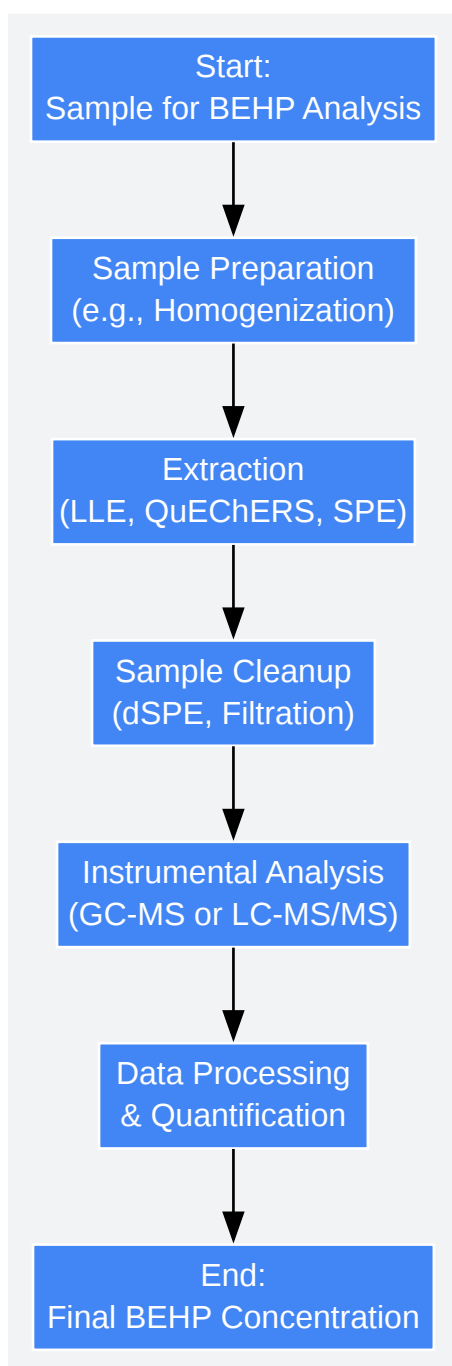 Start:
Sample for BEHP Analysis
Sample Preparation
(e.g., Homogenization)
Extraction
(LLE, QuEChERS, SPE)
Sample Cleanup
(dSPE, Filtration)
Instrumental Analysis
(GC-MS or LC-MS/MS)
Data Processing
& Quantification
End:
Final BEHP Concentration